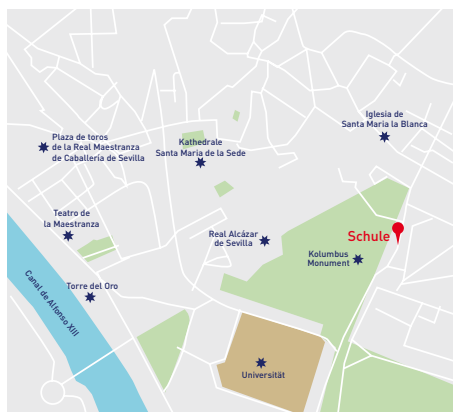 Iglesia de
Santa Maria la Blanca
Plaza de toros
de la Real Maestranza
de Caballería de Sevilla
Kathedrale
Santa Maria de la Sede
Teatro de
la Maestranza
Real Alcázar
de Sevilla
Schule
Kolumbus
Monument
Canal de Alfonso XIII
Torre del Oro
Universität